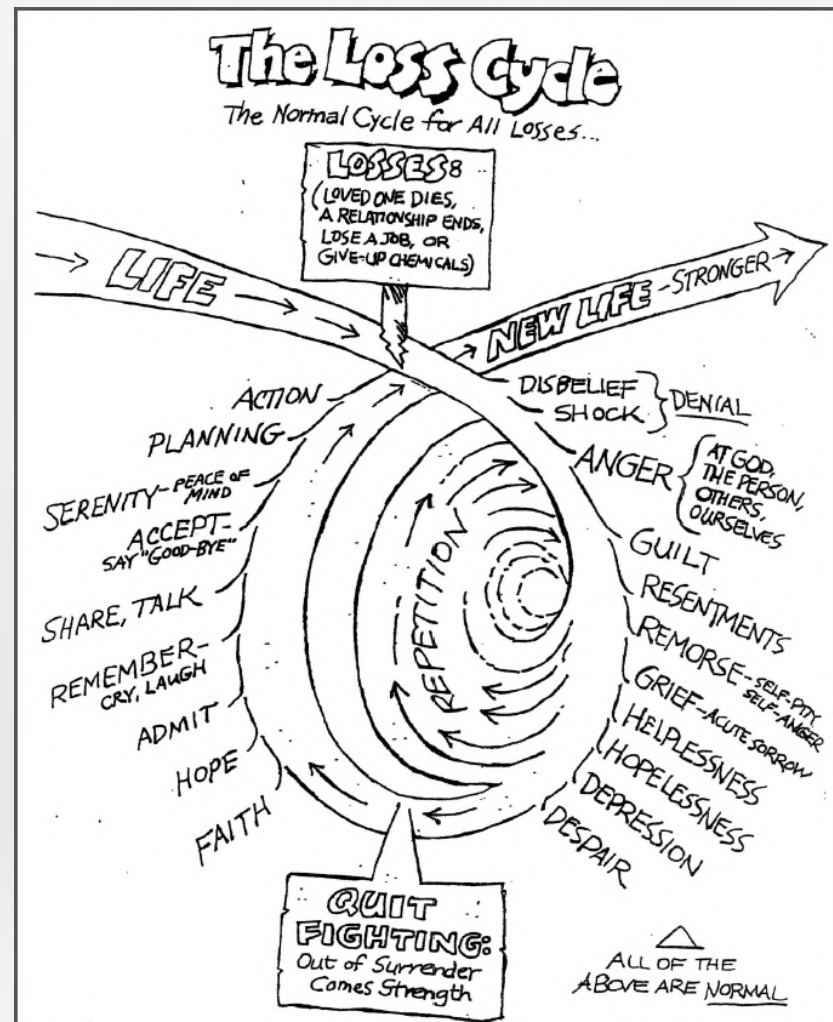 The Loss Cycle
The Normal Cycle for All Losses...
LOSSES:
(LOVED ONE DIES,
A RELATIONSHIP ENDS,
LOSE A JOB, OR
GIVE-UP CHEMICALS)
LIFE
NEW LIFE - STRONGER
DISBELIEF
SHOCK
DENIAL
ANGER
AT GOD,
THE PERSON,
OTHERS,
OURSELVES
GUILT
RESENTMENTS
REMORSE - SELF-PITY
SELF-ANGER
GRIEF - ACUTE SORROW
HELPLESSNESS
HOPELESSNESS
DEPRESSION
DESPAIR
REPETITION
QUIT
FIGHTING:
Out of Surrender
Comes Strength
FAITH
HOPE
ADMIT
REMEMBER-
CRY, LAUGH
SHARE, TALK
ACCEPT-
SAY "GOOD-BYE"
SERENITY - PEACE OF
MIND
PLANNING
ACTION
ALL OF THE
ABOVE ARE NORMAL